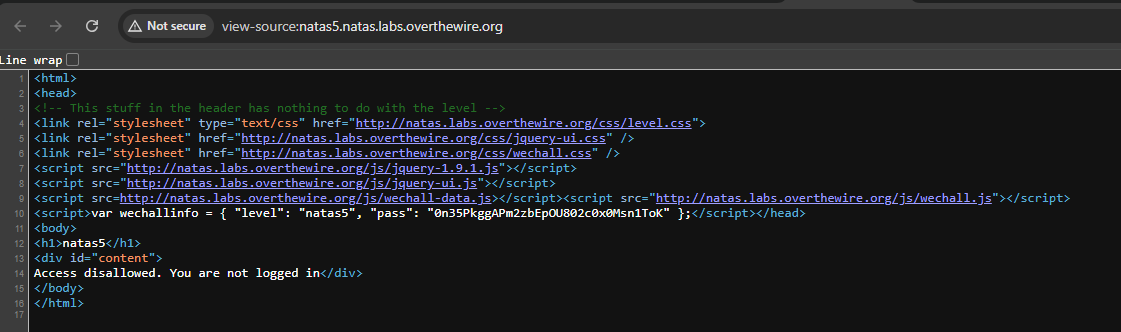 Not secure view-source:natas5.natas.labs.overthewire.org
Line wrap
1 <html>
2 <head>
3 <!-- This stuff in the header has nothing to do with the level -->
4 <link rel="stylesheet" type="text/css" href="http://natas.labs.overthewire.org/css/level.css">
5 <link rel="stylesheet" href="http://natas.labs.overthewire.org/css/jquery-ui.css" />
6 <link rel="stylesheet" href="http://natas.labs.overthewire.org/css/wechall.css" />
7 <script src="http://natas.labs.overthewire.org/js/jquery-1.9.1.js"></script>
8 <script src="http://natas.labs.overthewire.org/js/jquery-ui.js"></script>
9 <script src=http://natas.labs.overthewire.org/js/wechall-data.js></script><script src="http://natas.labs.overthewire.org/js/wechall.js"></script>
10 <script>var wechallinfo = { "level": "natas5", "pass": "0n35PkggAPm2zbEpOU802c0x0Msn1ToK" };</script></head>
11 <body>
12 <h1>natas5</h1>
13 <div id="content">
14 Access disallowed. You are not logged in</div>
15 </body>
16 </html>
17